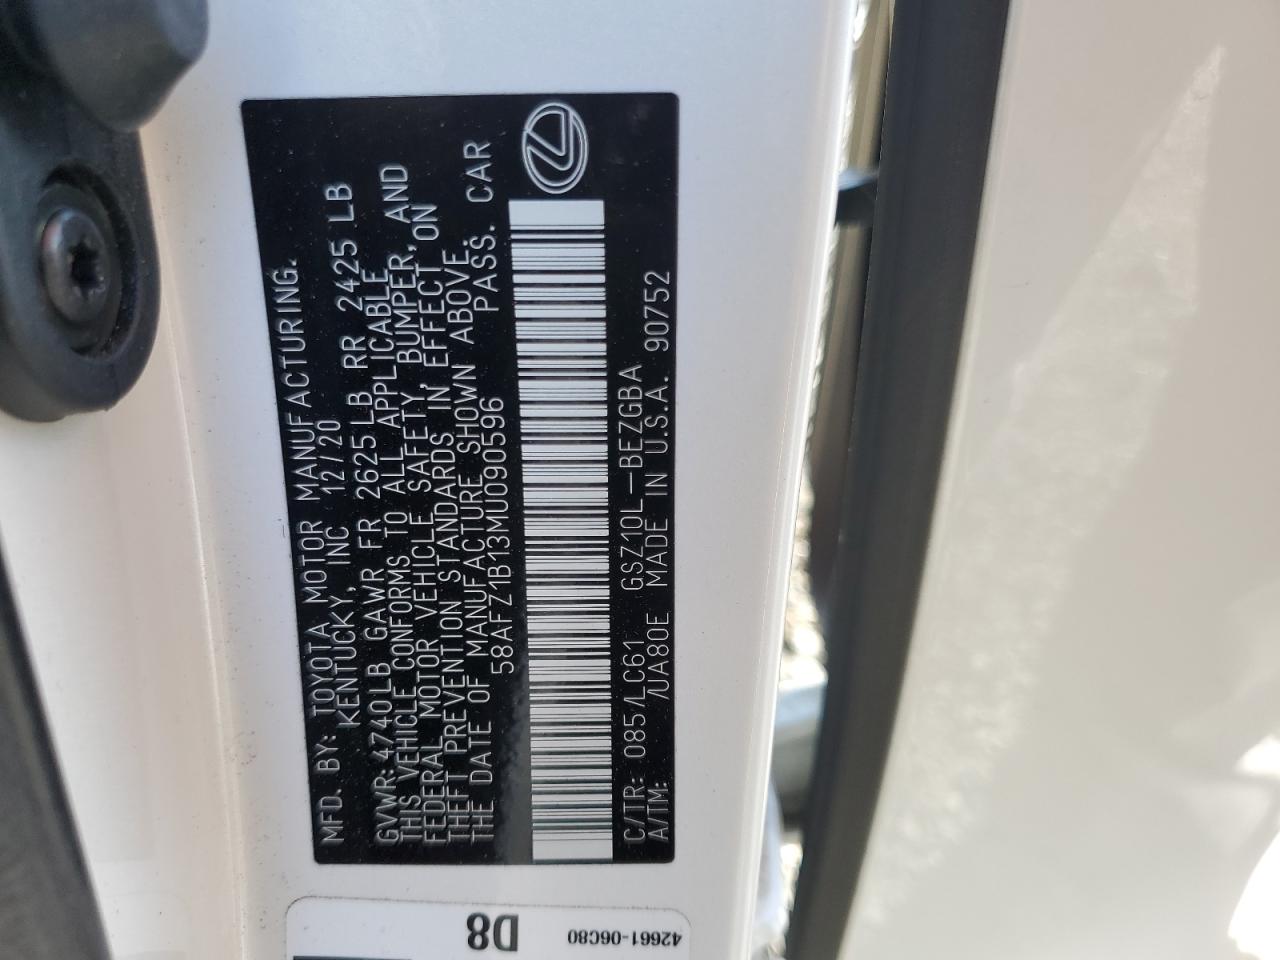 MFD. BY: TOYOTA MOTOR MANUFACTURING.
KENTUCKY, INC 12/20
GVWR: 4740LB GAWR FR 2625LB RR 2425 LB
THIS VEHICLE CONFORMS TO ALL APPLICABLE
FEDERAL MOTOR VEHICLE SAFETY, BUMPER, AND
THEFT PREVENTION STANDARDS IN EFFECT ON
THE DATE OF MANUFACTURE SHOWN ABOVE.
58AFZ1B13MU090596 PASS. CAR
C/TR: 085/LC61 GSZ10L-BEZGBA
A/TM: /UA80E MADE IN U.S.A. 90752
D8
42661-06C80